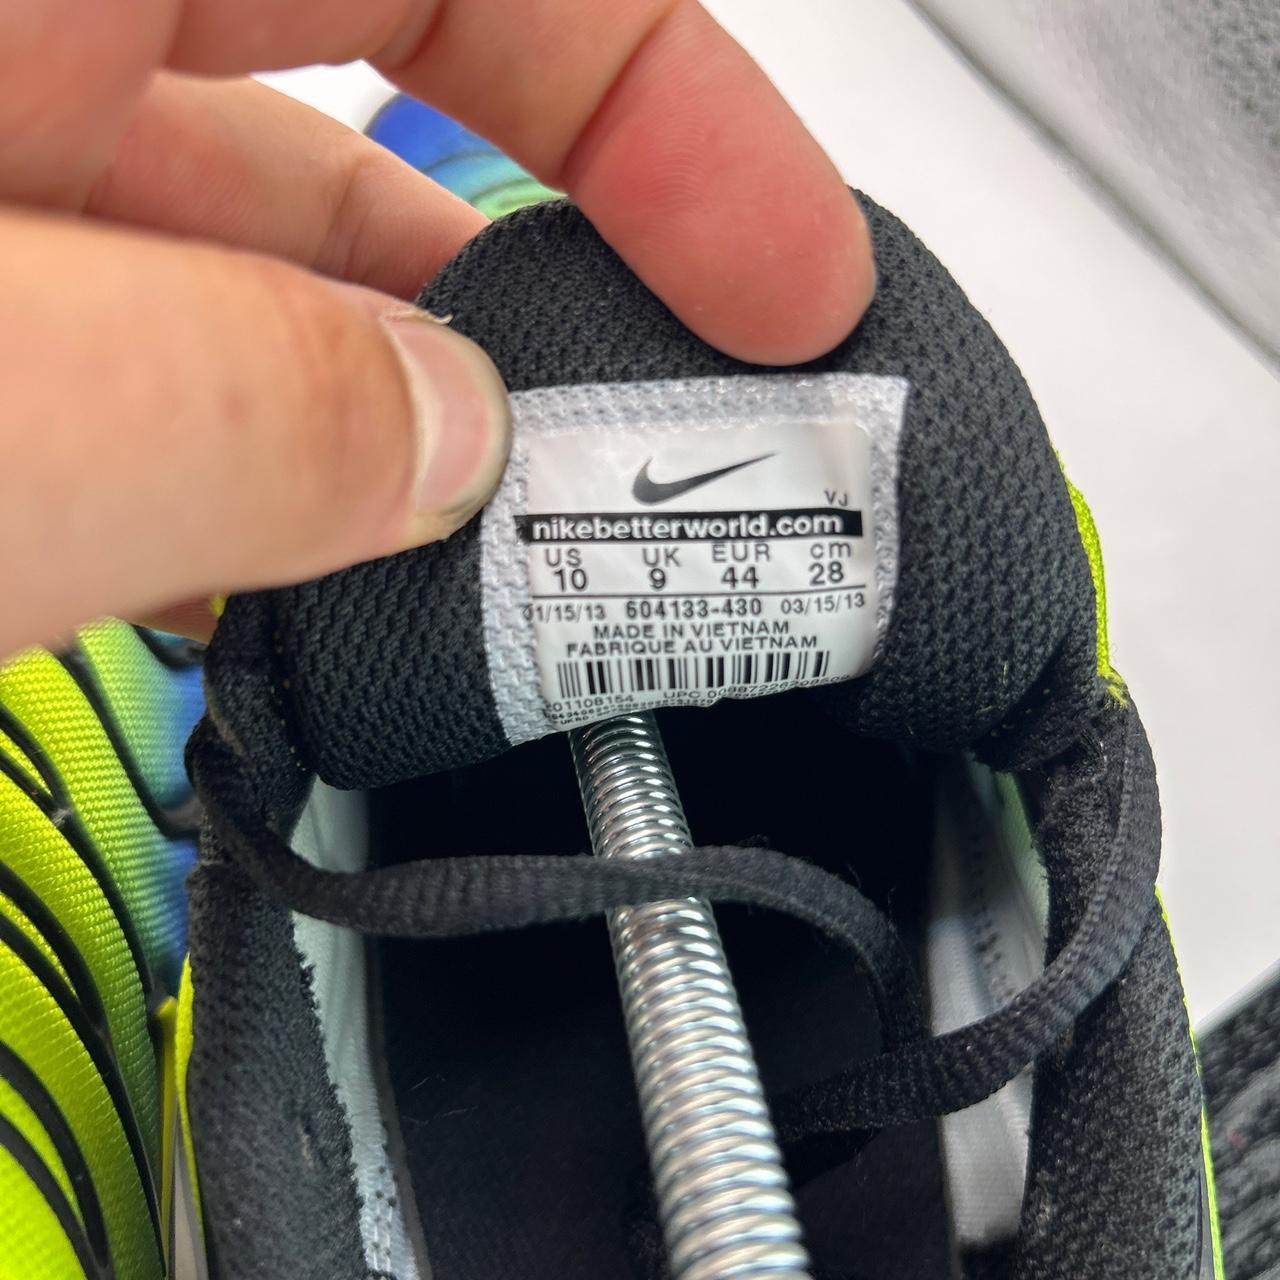 VJ
nikebetterworld.com
US UK EUR cm
10 9 44 28
01/15/13 604133-430 03/15/13
MADE IN VIETNAM
FABRIQUE AU VIETNAM
UPC